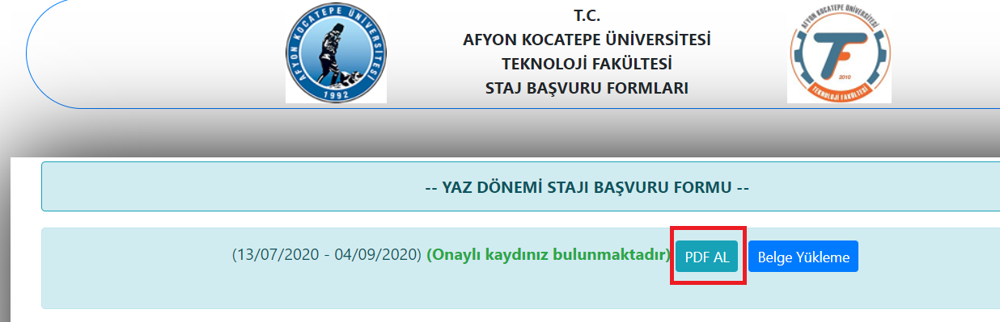 AFYON KOCATEPE ÜNİVERSİTESİ
1992
T.C.
AFYON KOCATEPE ÜNİVERSİTESİ
TEKNOLOJİ FAKÜLTESİ
STAJ BAŞVURU FORMLARI
AFYON KOCATEPE ÜNİVERSİTESİ
2010
TEKNOLOJİ FAKÜLTESİ
-- YAZ DÖNEMİ STAJI BAŞVURU FORMU --
(13/07/2020 - 04/09/2020) (Onaylı kaydınız bulunmaktadır) PDF AL Belge Yükleme